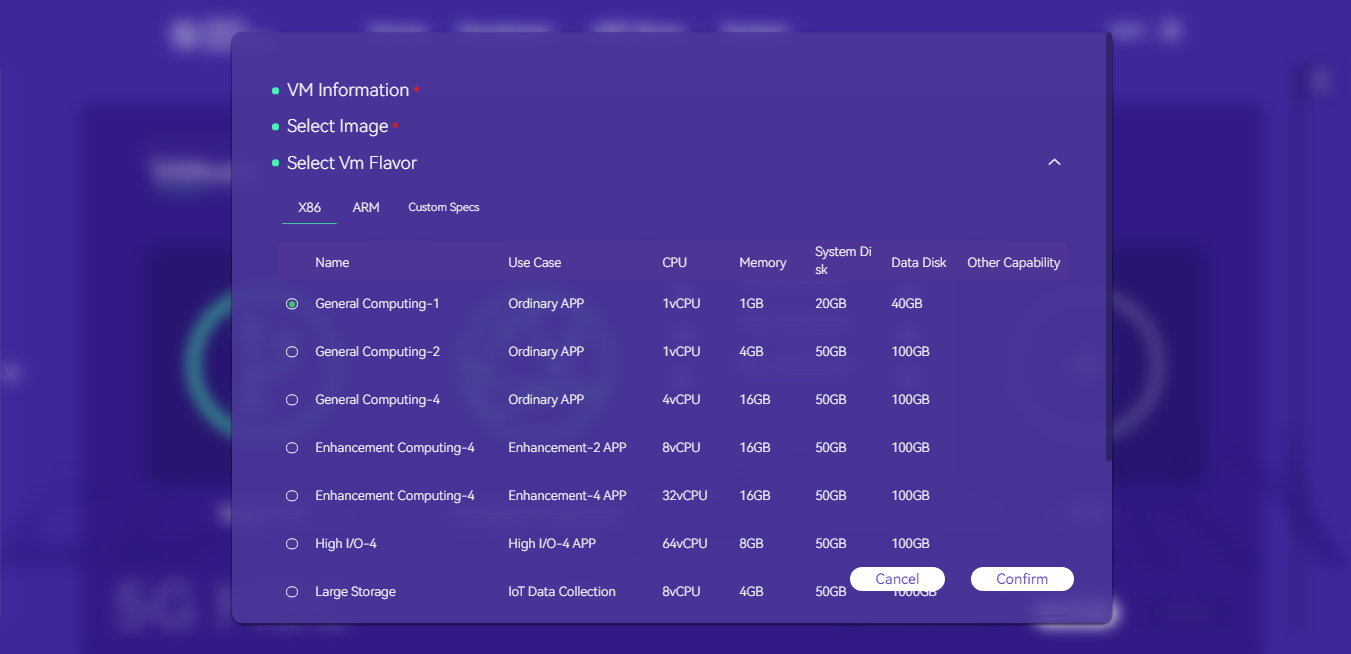 VM Information *
Select Image *
Select Vm Flavor
X86 ARM Custom Specs
Name Use Case CPU Memory System Di
sk Data Disk Other Capability
General Computing-1 Ordinary APP 1vCPU 1GB 20GB 40GB
General Computing-2 Ordinary APP 1vCPU 4GB 50GB 100GB
General Computing-4 Ordinary APP 4vCPU 16GB 50GB 100GB
Enhancement Computing-4 Enhancement-2 APP 8vCPU 16GB 50GB 100GB
Enhancement Computing-4 Enhancement-4 APP 32vCPU 16GB 50GB 100GB
High I/O-4 High I/O-4 APP 64vCPU 8GB 50GB 100GB
Cancel Confirm
Large Storage IoT Data Collection 8vCPU 4GB 50GB 1000GB